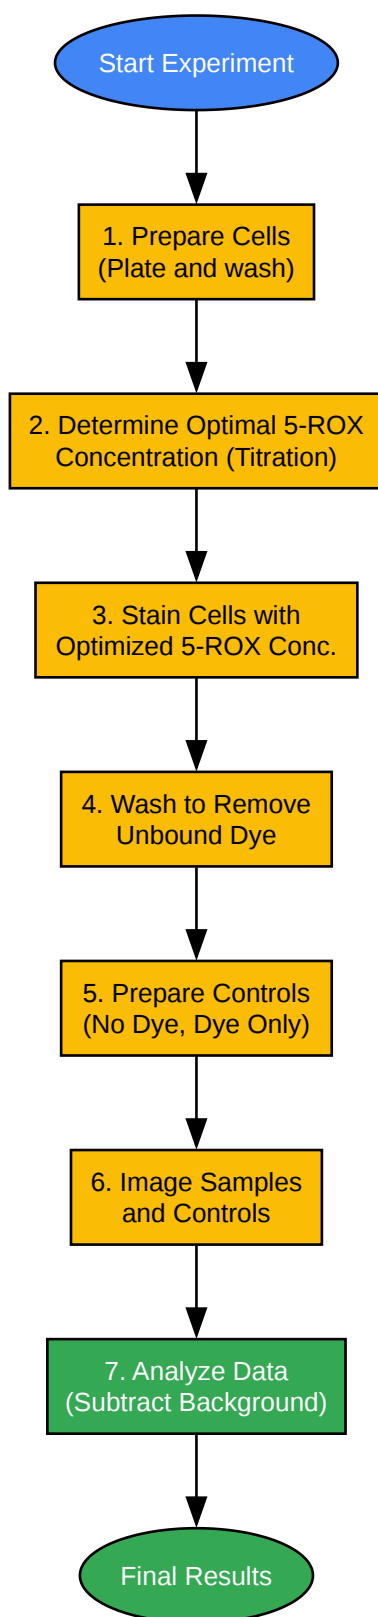 Start Experiment
1. Prepare Cells
(Plate and wash)
2. Determine Optimal 5-ROX
Concentration (Titration)
3. Stain Cells with
Optimized 5-ROX Conc.
4. Wash to Remove
Unbound Dye
5. Prepare Controls
(No Dye, Dye Only)
6. Image Samples
and Controls
7. Analyze Data
(Subtract Background)
Final Results